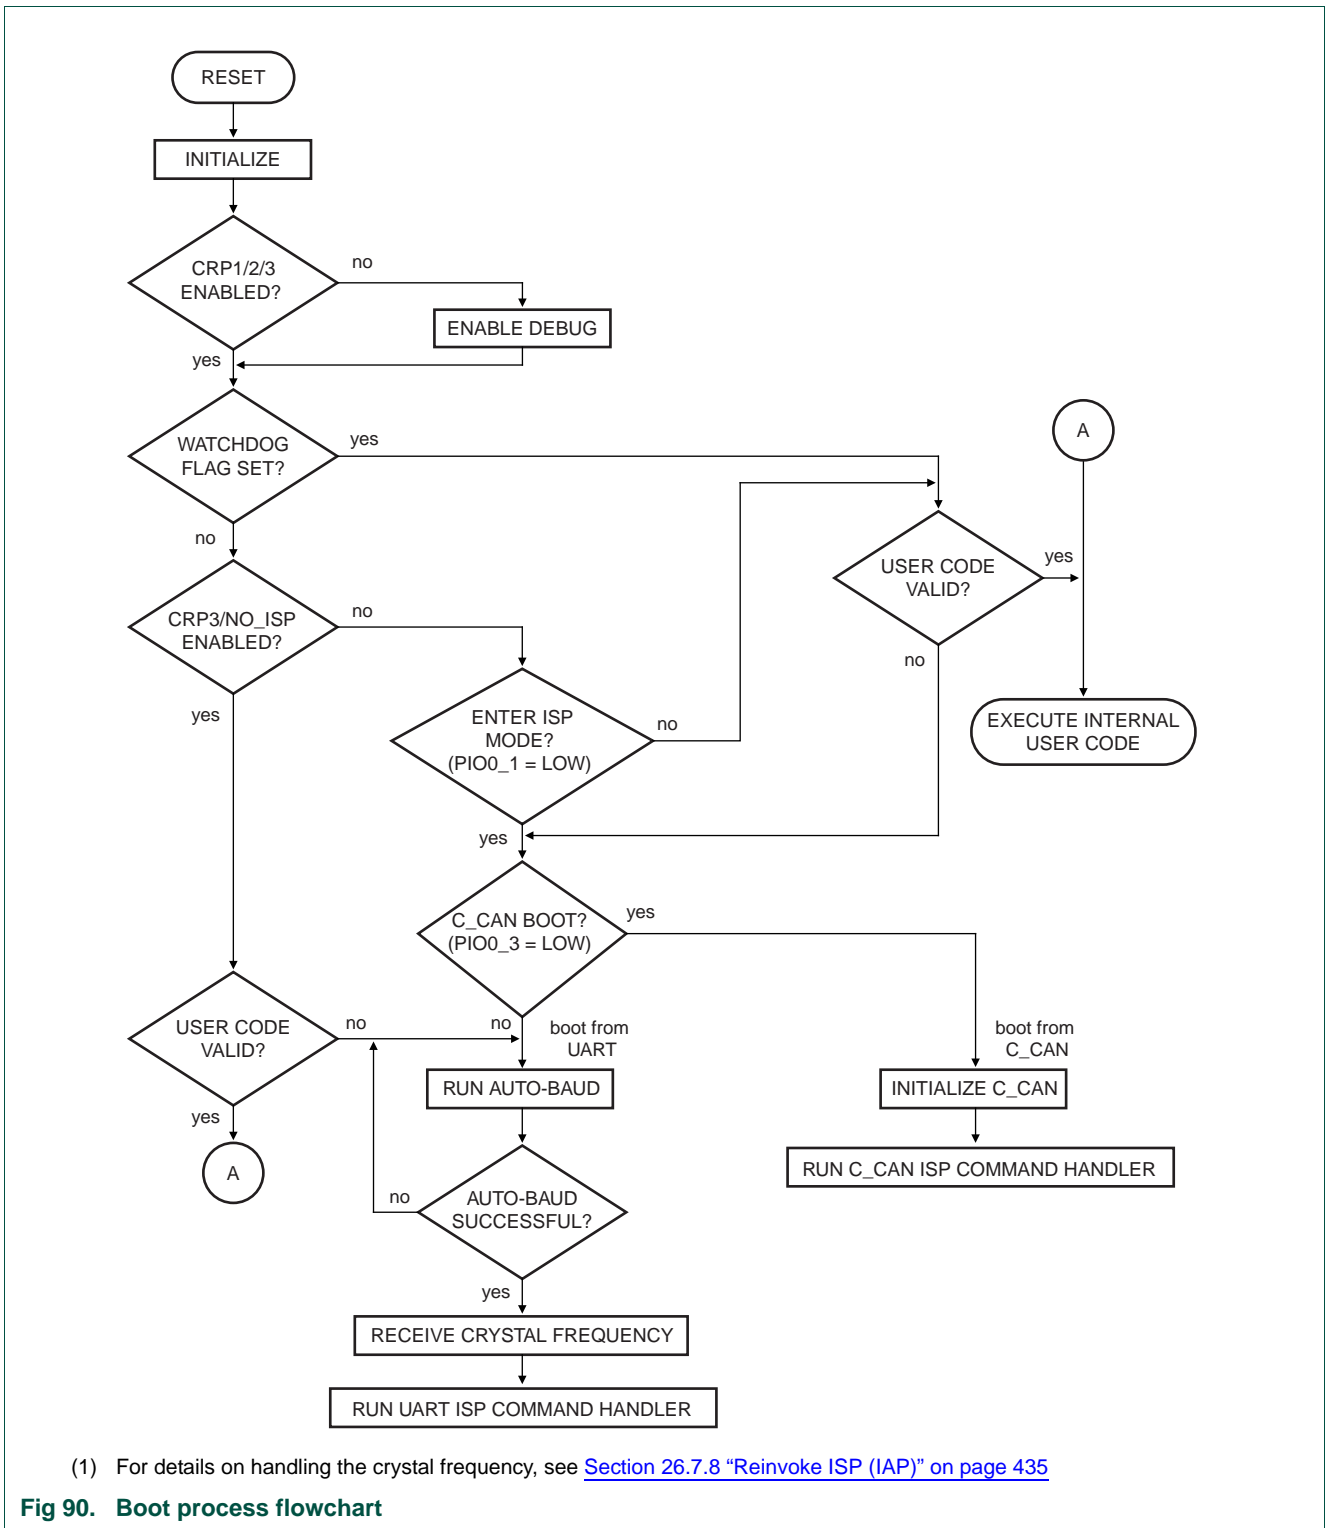 RESET
INITIALIZE
CRP1/2/3
ENABLED?
no
ENABLE DEBUG
yes
WATCHDOG
FLAG SET?
yes
A
no
USER CODE
VALID?
yes
CRP3/NO_ISP
ENABLED?
no
no
yes
ENTER ISP
MODE?
(PIO0_1 = LOW)
no
EXECUTE INTERNAL
USER CODE
yes
C_CAN BOOT?
(PIO0_3 = LOW)
yes
USER CODE
VALID?
no
no
boot from
UART
boot from
C_CAN
RUN AUTO-BAUD
INITIALIZE C_CAN
yes
A
RUN C_CAN ISP COMMAND HANDLER
no
AUTO-BAUD
SUCCESSFUL?
yes
RECEIVE CRYSTAL FREQUENCY
RUN UART ISP COMMAND HANDLER
(1) For details on handling the crystal frequency, see Section 26.7.8 “Reinvoke ISP (IAP)” on page 435
Fig 90. Boot process flowchart